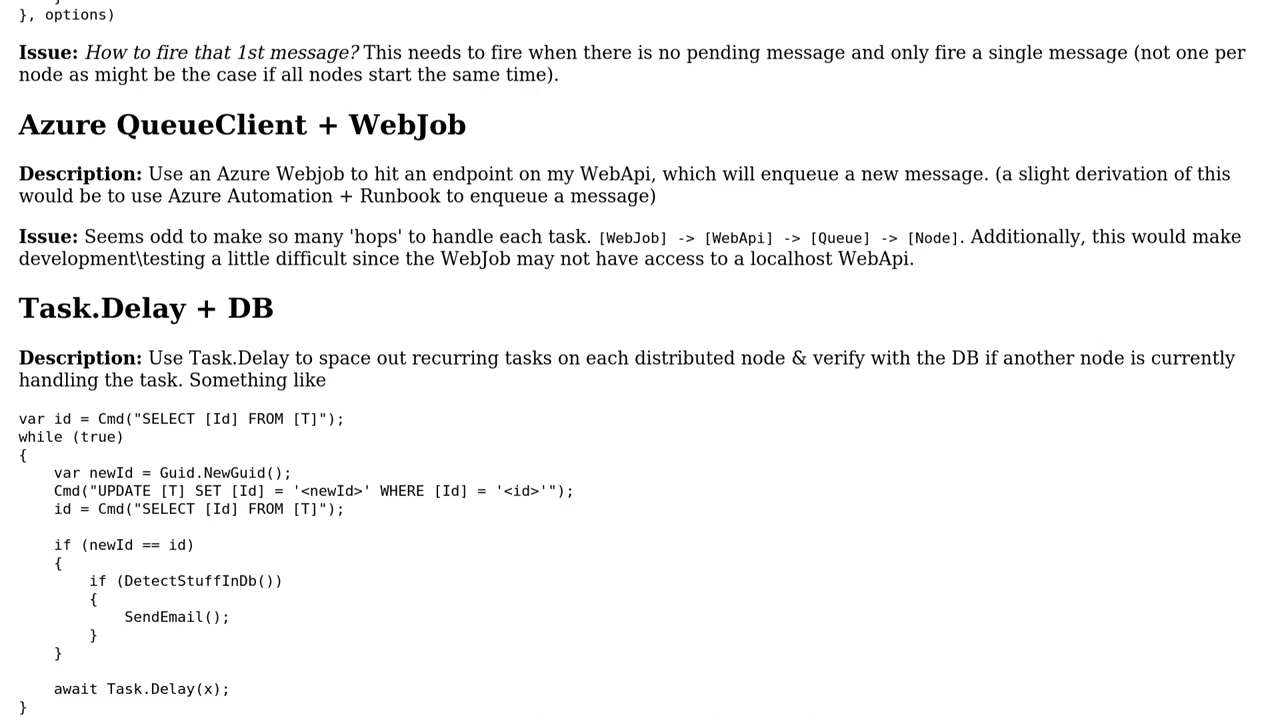 }, options)
Issue: How to fire that 1st message? This needs to fire when there is no pending message and only fire a single message (not one per
node as might be the case if all nodes start the same time).
Azure QueueClient + WebJob
Description: Use an Azure Webjob to hit an endpoint on my WebApi, which will enqueue a new message. (a slight derivation of this
would be to use Azure Automation + Runbook to enqueue a message)
Issue: Seems odd to make so many 'hops' to handle each task. [WebJob] -> [WebApi] -> [Queue] -> [Node]. Additionally, this would make
development\testing a little difficult since the WebJob may not have access to a localhost WebApi.
Task.Delay + DB
Description: Use Task.Delay to space out recurring tasks on each distributed node & verify with the DB if another node is currently
handling the task. Something like
var id = Cmd("SELECT [Id] FROM [T]");
while (true)
{
    var newId = Guid.NewGuid();
    Cmd("UPDATE [T] SET [Id] = '<newId>' WHERE [Id] = '<id>'");
    id = Cmd("SELECT [Id] FROM [T]");
    if (newId == id)
    {
        if (DetectStuffInDb())
        {
            SendEmail();
        }
    }
    await Task.Delay(x);
}